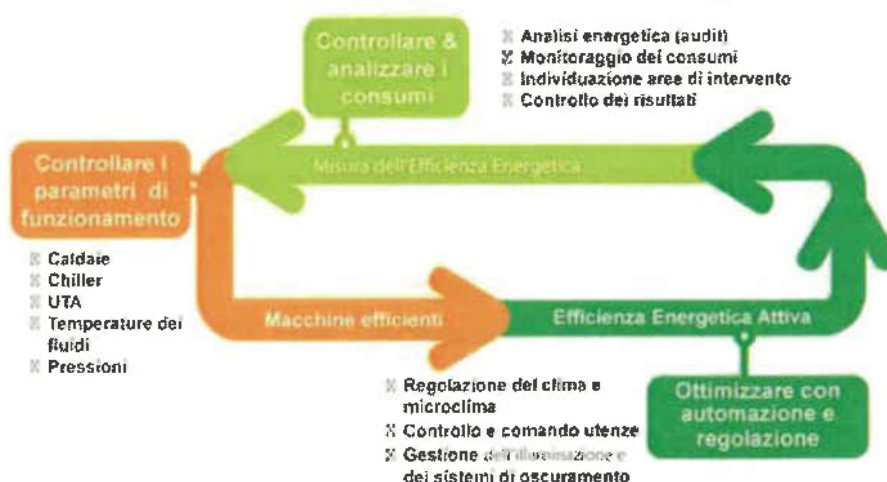 Controllare &
analizzare i
consumi
Analisi energetica (audit)
Monitoraggio dei consumi
Individuazione aree di intervento
Controllo dei risultati
Misura dell'Efficienza Energetica
Controllare i
parametri di
funzionamento
Caldaie
Chiller
UTA
Temperature dei
fluidi
Pressioni
Macchine efficienti
Efficienza Energetica Attiva
Regolazione del clima e
microclima
Controllo e comando utenze
Gestione dell'illuminazione e
dei sistemi di oscuramento
Ottimizzare con
automazione e
regolazione